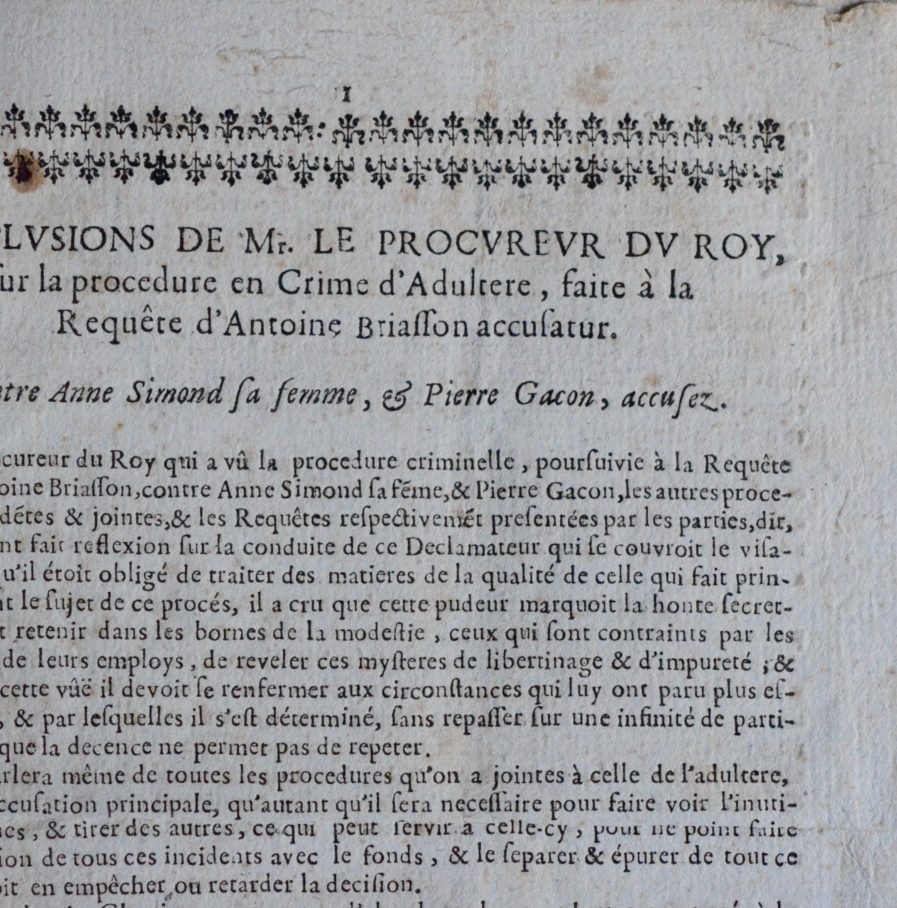 1
LVSIONS DE Mr. LE PROCVREVR DV ROY,
ſur la procedure en Crime d'Adultere, faite à la
Requête d'Antoine Briaſſon accuſatur.
tre Anne Simond ſa femme, & Pierre Gacon, accuſez.
cureur du Roy qui a vû la procedure criminelle, pourſuivie à la Requête
oine Briaſſon, contre Anne Simond ſa fēme, & Pierre Gacon, les autres proce-
détes & jointes, & les Requêtes reſpectivemēt preſentées par les parties, dit,
nt fait reflexion ſur la conduite de ce Declamateur qui ſe couvroit le viſa-
u'il étoit obligé de traiter des matieres de la qualité de celle qui fait prin-
t le ſujet de ce procés, il a cru que cette pudeur marquoit la honte ſecret-
t retenir dans les bornes de la modeſtie, ceux qui ſont contraints par les
de leurs employs, de reveler ces myſteres de libertinage & d'impureté ; &
cette vûë il devoit ſe renfermer aux circonſtances qui luy ont paru plus eſ-
, & par leſquelles il s'eſt déterminé, ſans repaſſer ſur une infinité de parti-
que la decence ne permet pas de repeter.
rlera même de toutes les procedures qu'on a jointes à celle de l'adultere,
ccuſation principale, qu'autant qu'il ſera neceſſaire pour faire voir l'inuti-
nes, & tirer des autres, ce qui peut ſervir a celle-cy, pour ne point faire
ion de tous ces incidents avec le fonds, & le ſeparer & épurer de tout ce
oit en empêcher ou retarder la deciſion.